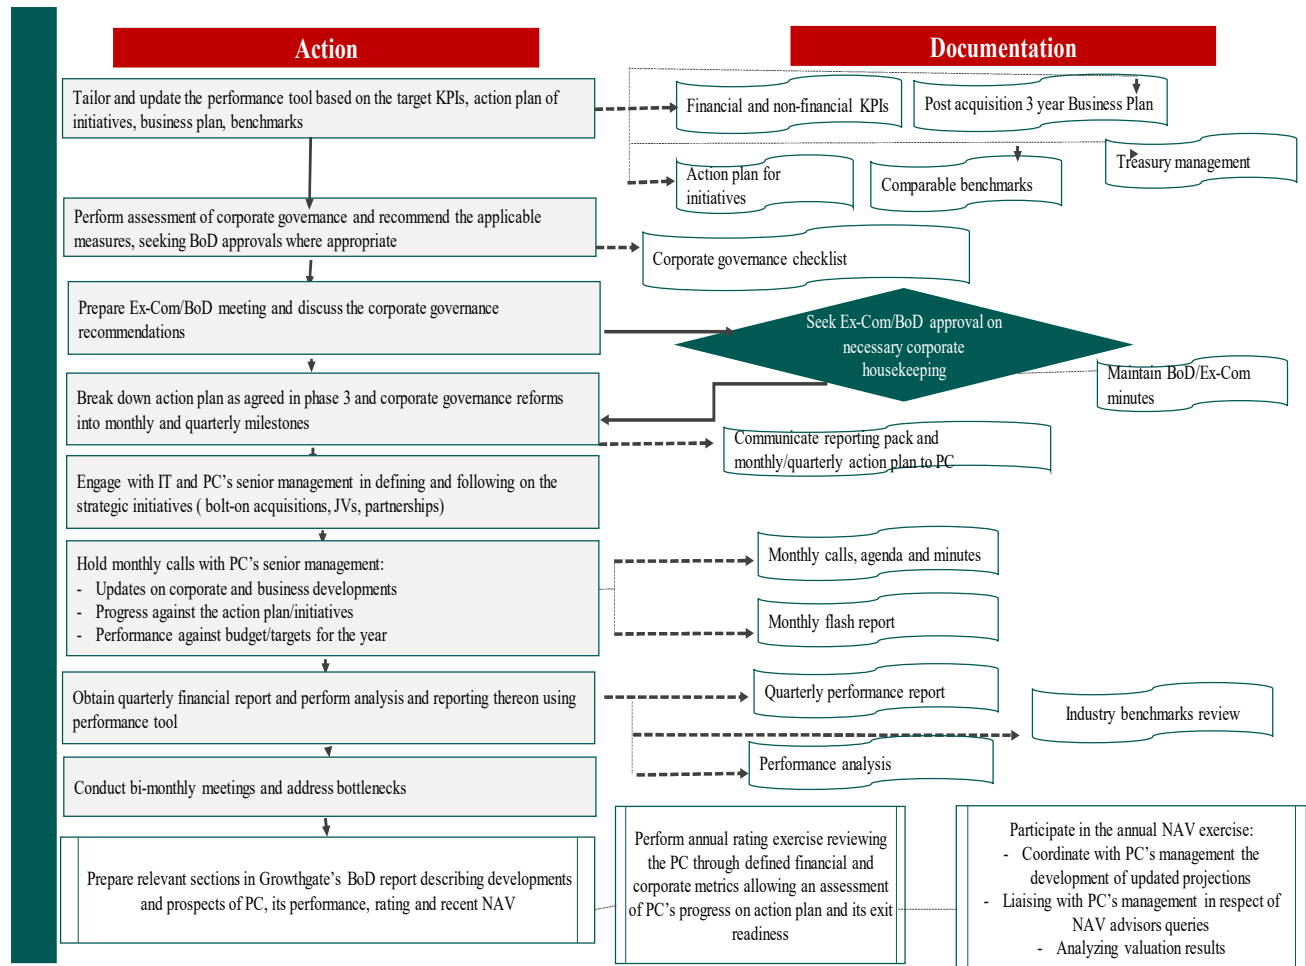 Action
Documentation
Tailor and update the performance tool based on the target KPIs, action plan of
initiatives, business plan, benchmarks
Financial and non-financial KPIs
Post acquisition 3 year Business Plan
Treasury management
Action plan for
initiatives
Comparable benchmarks
Perform assessment of corporate governance and recommend the applicable
measures, seeking BoD approvals where appropriate
Corporate governance checklist
Prepare Ex-Com/BoD meeting and discuss the corporate governance
recommendations
Seek Ex-Com/BoD approval on
necessary corporate
housekeeping
Maintain BoD/Ex-Com
minutes
Break down action plan as agreed in phase 3 and corporate governance reforms
into monthly and quarterly milestones
Communicate reporting pack and
monthly/quarterly action plan to PC
Engage with IT and PC's senior management in defining and following on the
strategic initiatives ( bolt-on acquisitions, JVs, partnerships)
Hold monthly calls with PC's senior management:
- Updates on corporate and business developments
- Progress against the action plan/initiatives
- Performance against budget/targets for the year
Monthly calls, agenda and minutes
Monthly flash report
Obtain quarterly financial report and perform analysis and reporting thereon using
performance tool
Quarterly performance report
Industry benchmarks review
Performance analysis
Conduct bi-monthly meetings and address bottlenecks
Prepare relevant sections in Growthgate's BoD report describing developments
and prospects of PC, its performance, rating and recent NAV
Perform annual rating exercise reviewing
the PC through defined financial and
corporate metrics allowing an assessment
of PC's progress on action plan and its exit
readiness
Participate in the annual NAV exercise:
- Coordinate with PC's management the
development of updated projections
- Liaising with PC's management in respect of
NAV advisors queries
- Analyzing valuation results